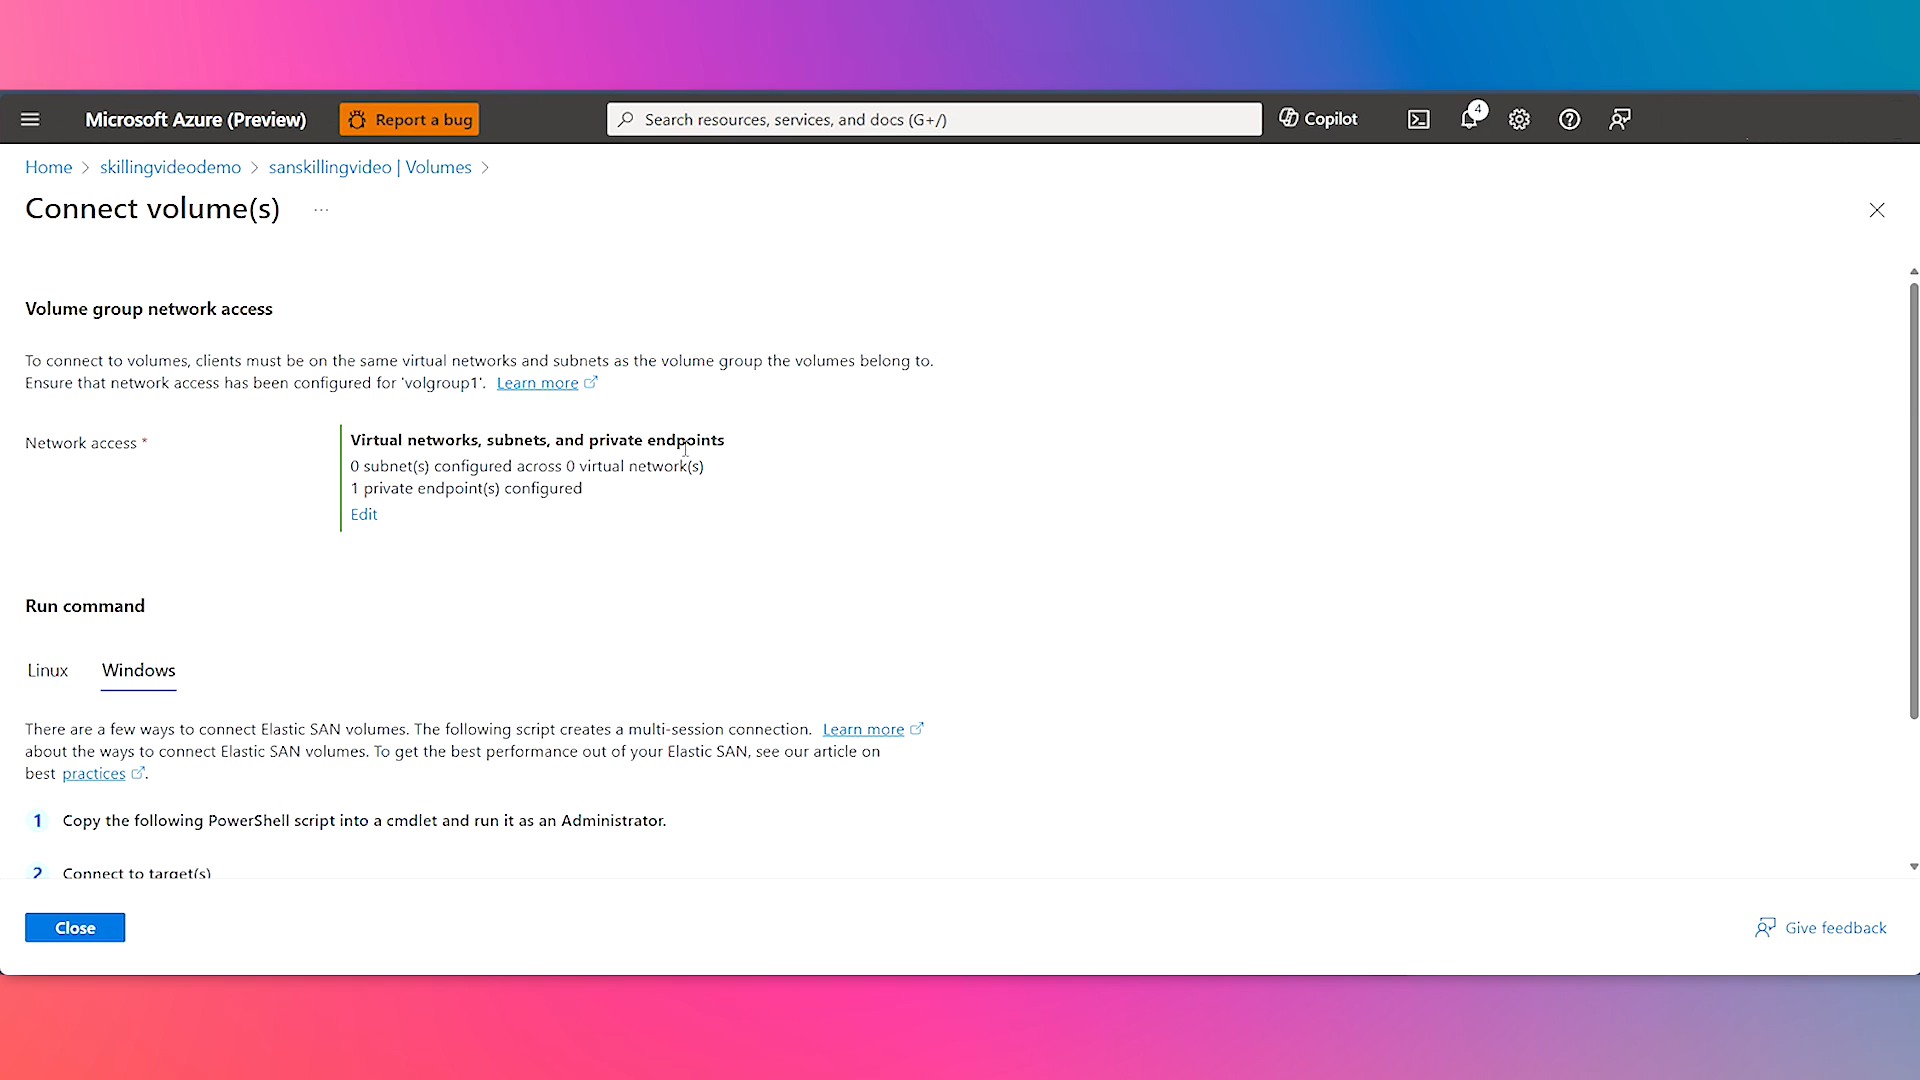 Microsoft Azure (Preview)
Report a bug
Search resources, services, and docs (G+/)
Copilot
4
Home > skillingvideodemo > sanskillingvideo | Volumes >
Connect volume(s) ...
Volume group network access
To connect to volumes, clients must be on the same virtual networks and subnets as the volume group the volumes belong to.
Ensure that network access has been configured for 'volgroup1'. Learn more
Network access *
Virtual networks, subnets, and private endpoints
0 subnet(s) configured across 0 virtual network(s)
1 private endpoint(s) configured
Edit
Run command
Linux
Windows
There are a few ways to connect Elastic SAN volumes. The following script creates a multi-session connection. Learn more
about the ways to connect Elastic SAN volumes. To get the best performance out of your Elastic SAN, see our article on
best practices.
1 Copy the following PowerShell script into a cmdlet and run it as an Administrator.
2 Connect to target(s)
Close
Give feedback